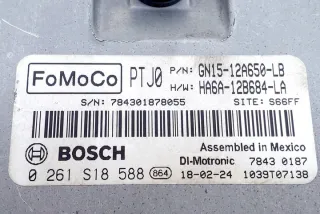 FoMoCo PTJ0 P/N: GN15-12A650-LB
H/W: HA6A-12B684-LA
S/N: 784301878055 SITE: S66FF
BOSCH Assembled in Mexico
DI-Motronic 7843 0187
0 261 S18 588 864 18-02-24 1039T07138